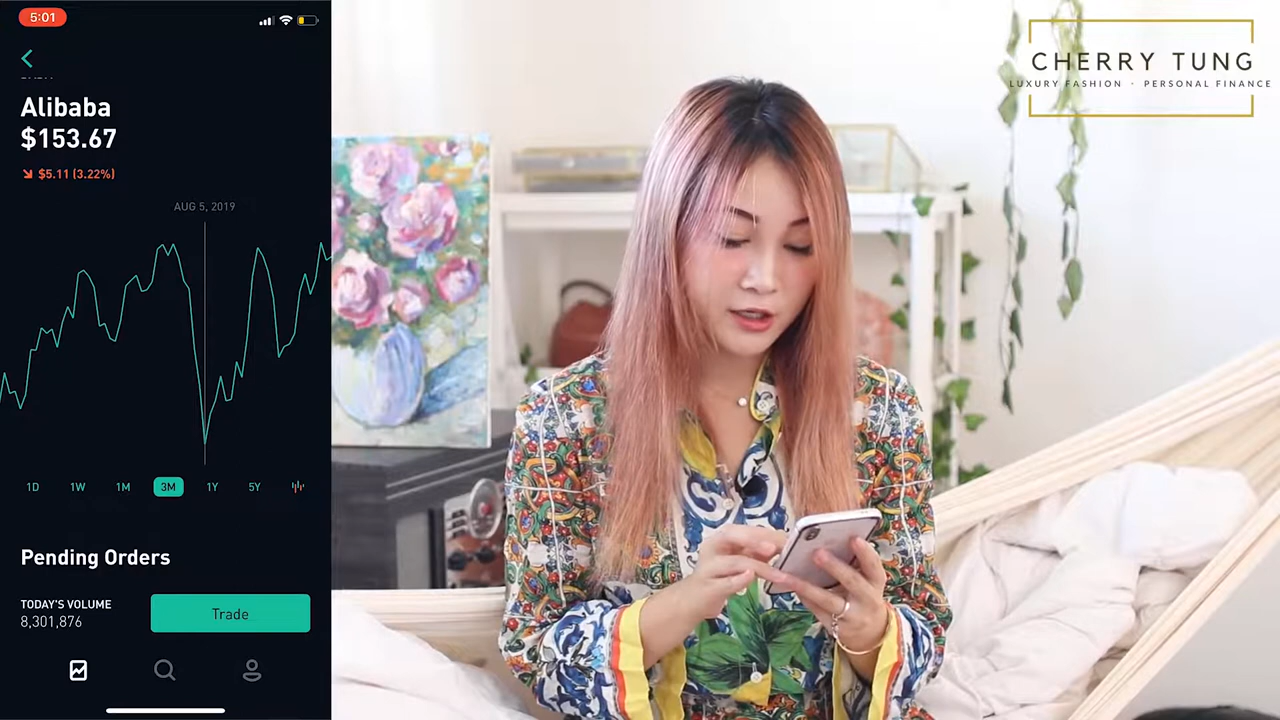 5:01
Alibaba
$153.67
$5.11 (3.22%)
AUG 5, 2019
1D 1W 1M 3M 1Y 5Y
Pending Orders
TODAY'S VOLUME
8,301,876
Trade
CHERRY TUNG
LUXURY FASHION · PERSONAL FINANCE